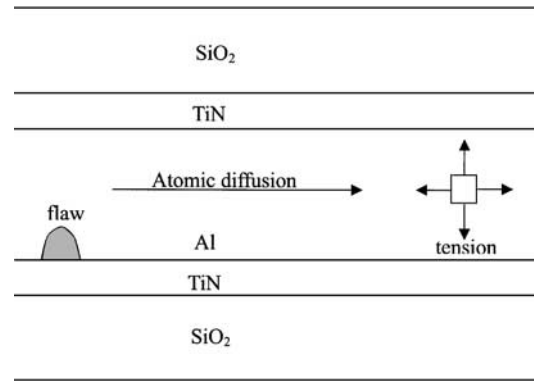 SiO₂
TiN
Atomic diffusion
flaw
Al
tension
TiN
SiO₂